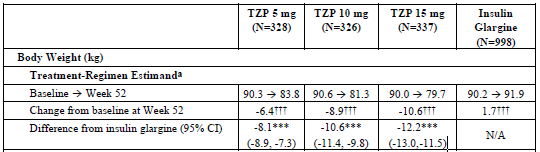 TZP 5 mg (N=328) TZP 10 mg (N=326) TZP 15 mg (N=337) Insulin Glargine (N=998)
Body Weight (kg)
Treatment-Regimen Estimandᵃ
Baseline → Week 52 90.3 → 83.8 90.6 → 81.3 90.0 → 79.7 90.2 → 91.9
Change from baseline at Week 52 -6.4††† -8.9††† -10.6††† 1.7†††
Difference from insulin glargine (95% CI) -8.1*** -10.6*** -12.2*** N/A
(-8.9, -7.3) (-11.4, -9.8) (-13.0,-11.5)